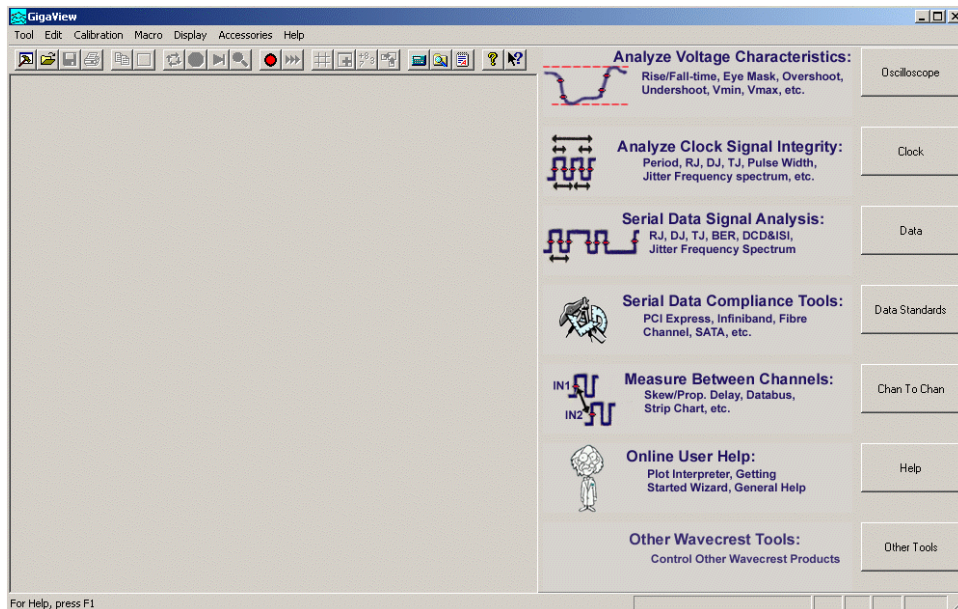 GigaView
Tool Edit Calibration Macro Display Accessories Help
Analyze Voltage Characteristics:
Rise/Fall-time, Eye Mask, Overshoot,
Undershoot, Vmin, Vmax, etc.
Oscilloscope
Analyze Clock Signal Integrity:
Period, RJ, DJ, TJ, Pulse Width,
Jitter Frequency spectrum, etc.
Clock
Serial Data Signal Analysis:
RJ, DJ, TJ, BER, DCD&ISI,
Jitter Frequency Spectrum
Data
Serial Data Compliance Tools:
PCI Express, Infiniband, Fibre
Channel, SATA, etc.
Data Standards
Measure Between Channels:
Skew/Prop. Delay, Databus,
Strip Chart, etc.
IN1
IN2
Chan To Chan
Online User Help:
Plot Interpreter, Getting
Started Wizard, General Help
Help
Other Wavecrest Tools:
Control Other Wavecrest Products
Other Tools
For Help, press F1